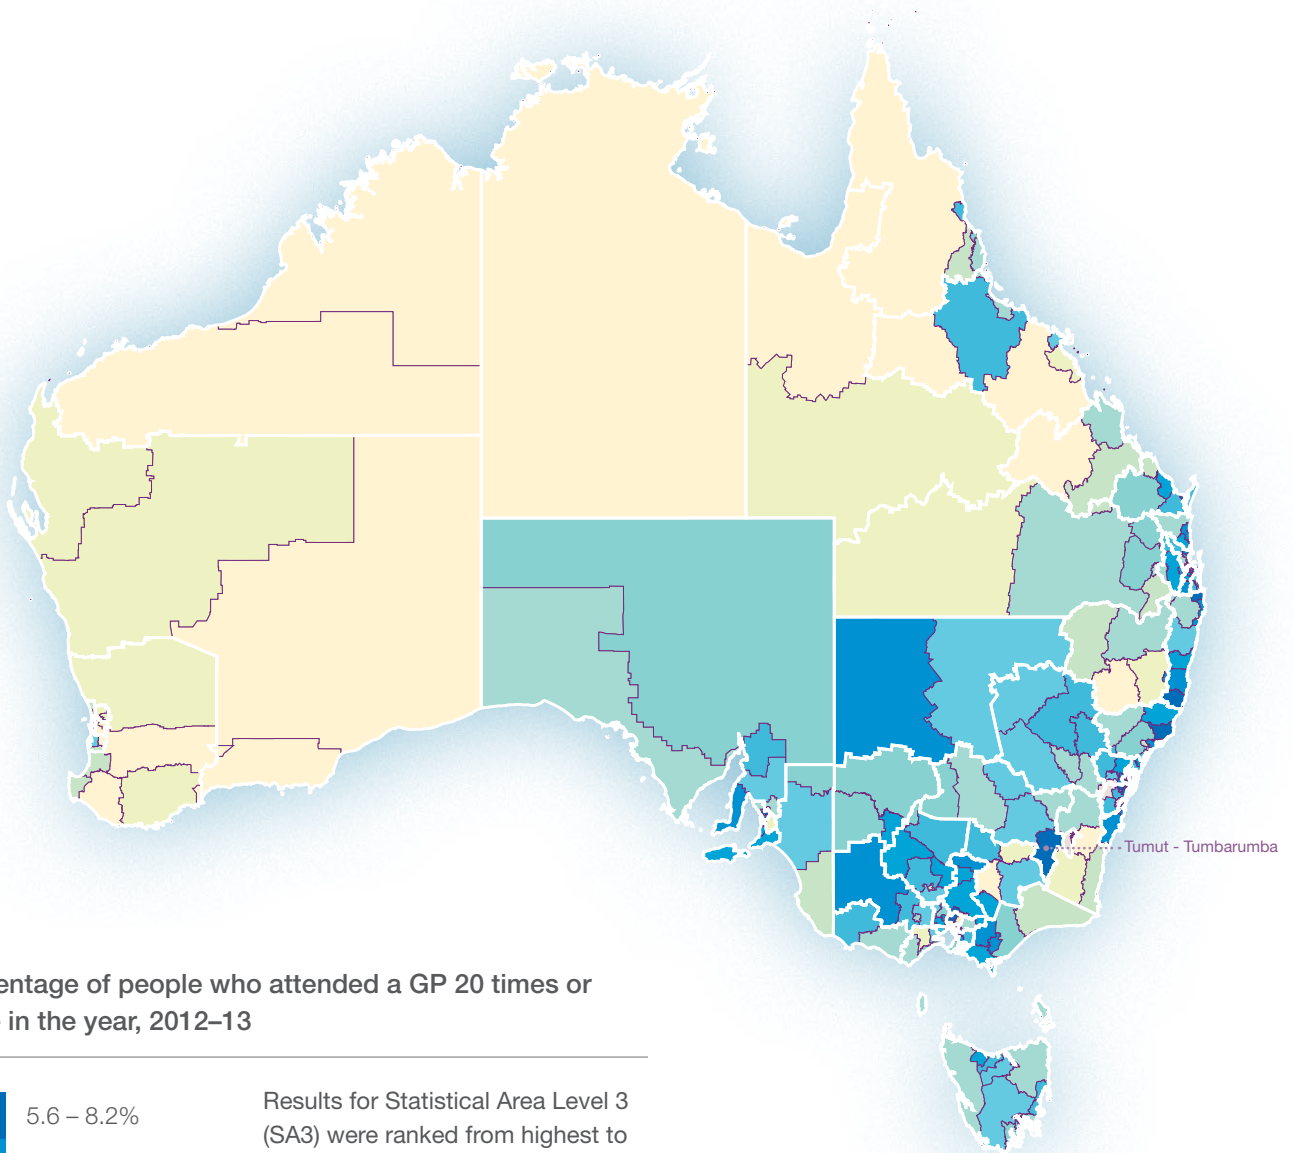 Tumut - Tumbarumba
entage of people who attended a GP 20 times or
in the year, 2012–13
5.6 – 8.2%
Results for Statistical Area Level 3
(SA3) were ranked from highest to